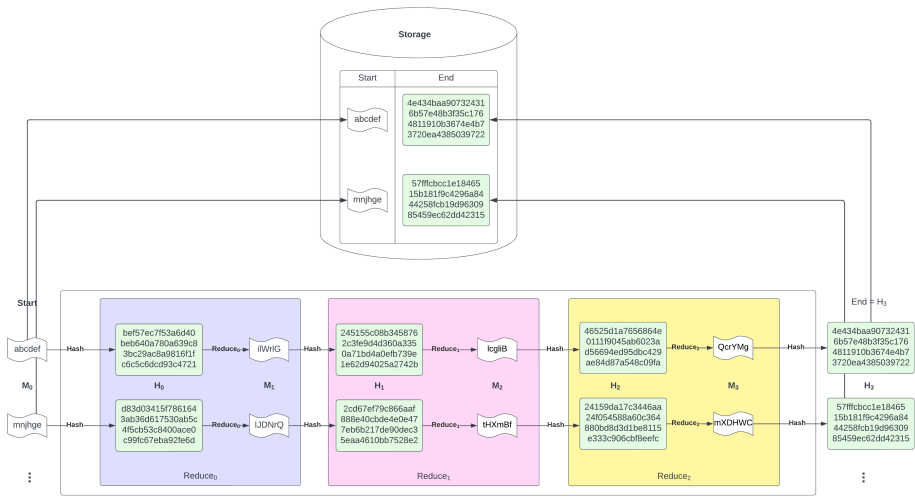 Storage
Start End
abcdef
4e434baa90732431
6b57e48b3f35c176
4811910b3674e4b7
3720ea4385039722
mnjhge
57fffcbcc1e18465
15b181f9c4296a84
44258fcb19d96309
85459ec62dd42315
Start
End = H₃
abcdef
Hash
bef57ec7f53a6d40
beb640a780a639c8
3bc29ac8a9816f1f
c6c5c6dcd93c4721
Reduce₀
ilWrlG
Hash
245155c08b345876
2c3fe9d4d360a335
0a71bd4a0efb739e
1e62d94025a2742b
Reduce₁
lcgliB
Hash
46525d1a7656864e
0111f9045ab6023a
d56694ed95dbc429
ae84d87a548c09fa
Reduce₂
QcrYMg
Hash
4e434baa90732431
6b57e48b3f35c176
4811910b3674e4b7
3720ea4385039722
M₀ H₀ M₁ H₁ M₂ H₂ M₃ H₃
mnjhge
Hash
d83d03415f786164
3ab36d617530ab5c
4f5cb53c8400ace0
c99fc67eba92fe6d
Reduce₀
IJDNrQ
Hash
2cd67ef79c866aaf
888e40cbde4e0e47
7eb6b217de90dec3
5eaa4610bb7528e2
Reduce₁
tHXmBf
Hash
24159da17c3446aa
24f054588a60c364
880bd8d3d1be8115
e333c906cbf8eefc
Reduce₂
mXDHWC
Hash
57fffcbcc1e18465
15b181f9c4296a84
44258fcb19d96309
85459ec62dd42315
Reduce₀ Reduce₁ Reduce₂